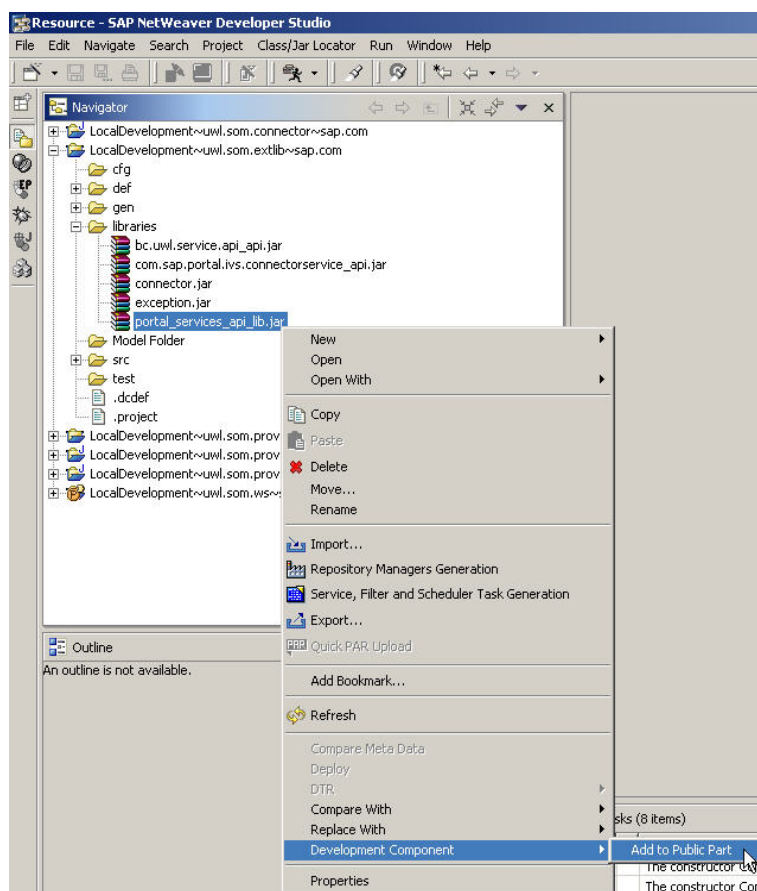 Resource - SAP NetWeaver Developer Studio
File Edit Navigate Search Project Class/Jar Locator Run Window Help
Navigator
LocalDevelopment~uwl.som.connector~sap.com
LocalDevelopment~uwl.som.extlib~sap.com
cfg
def
gen
libraries
bc.uwl.service.api_api.jar
com.sap.portal.ivs.connectorservice_api.jar
connector.jar
exception.jar
portal_services_api_lib.jar
Model Folder
src
test
.dcdef
.project
LocalDevelopment~uwl.som.prov
LocalDevelopment~uwl.som.prov
LocalDevelopment~uwl.som.prov
LocalDevelopment~uwl.som.ws~
New
Open
Open With
Copy
Paste
Delete
Move...
Rename
Import...
Repository Managers Generation
Service, Filter and Scheduler Task Generation
Export...
Quick PAR Upload
Add Bookmark...
Refresh
Compare Meta Data
Deploy
DTR
Compare With
Replace With
Development Component
Properties
Outline
An outline is not available.
sks (8 items)
Add to Public Part
The constructor
The constructor Con